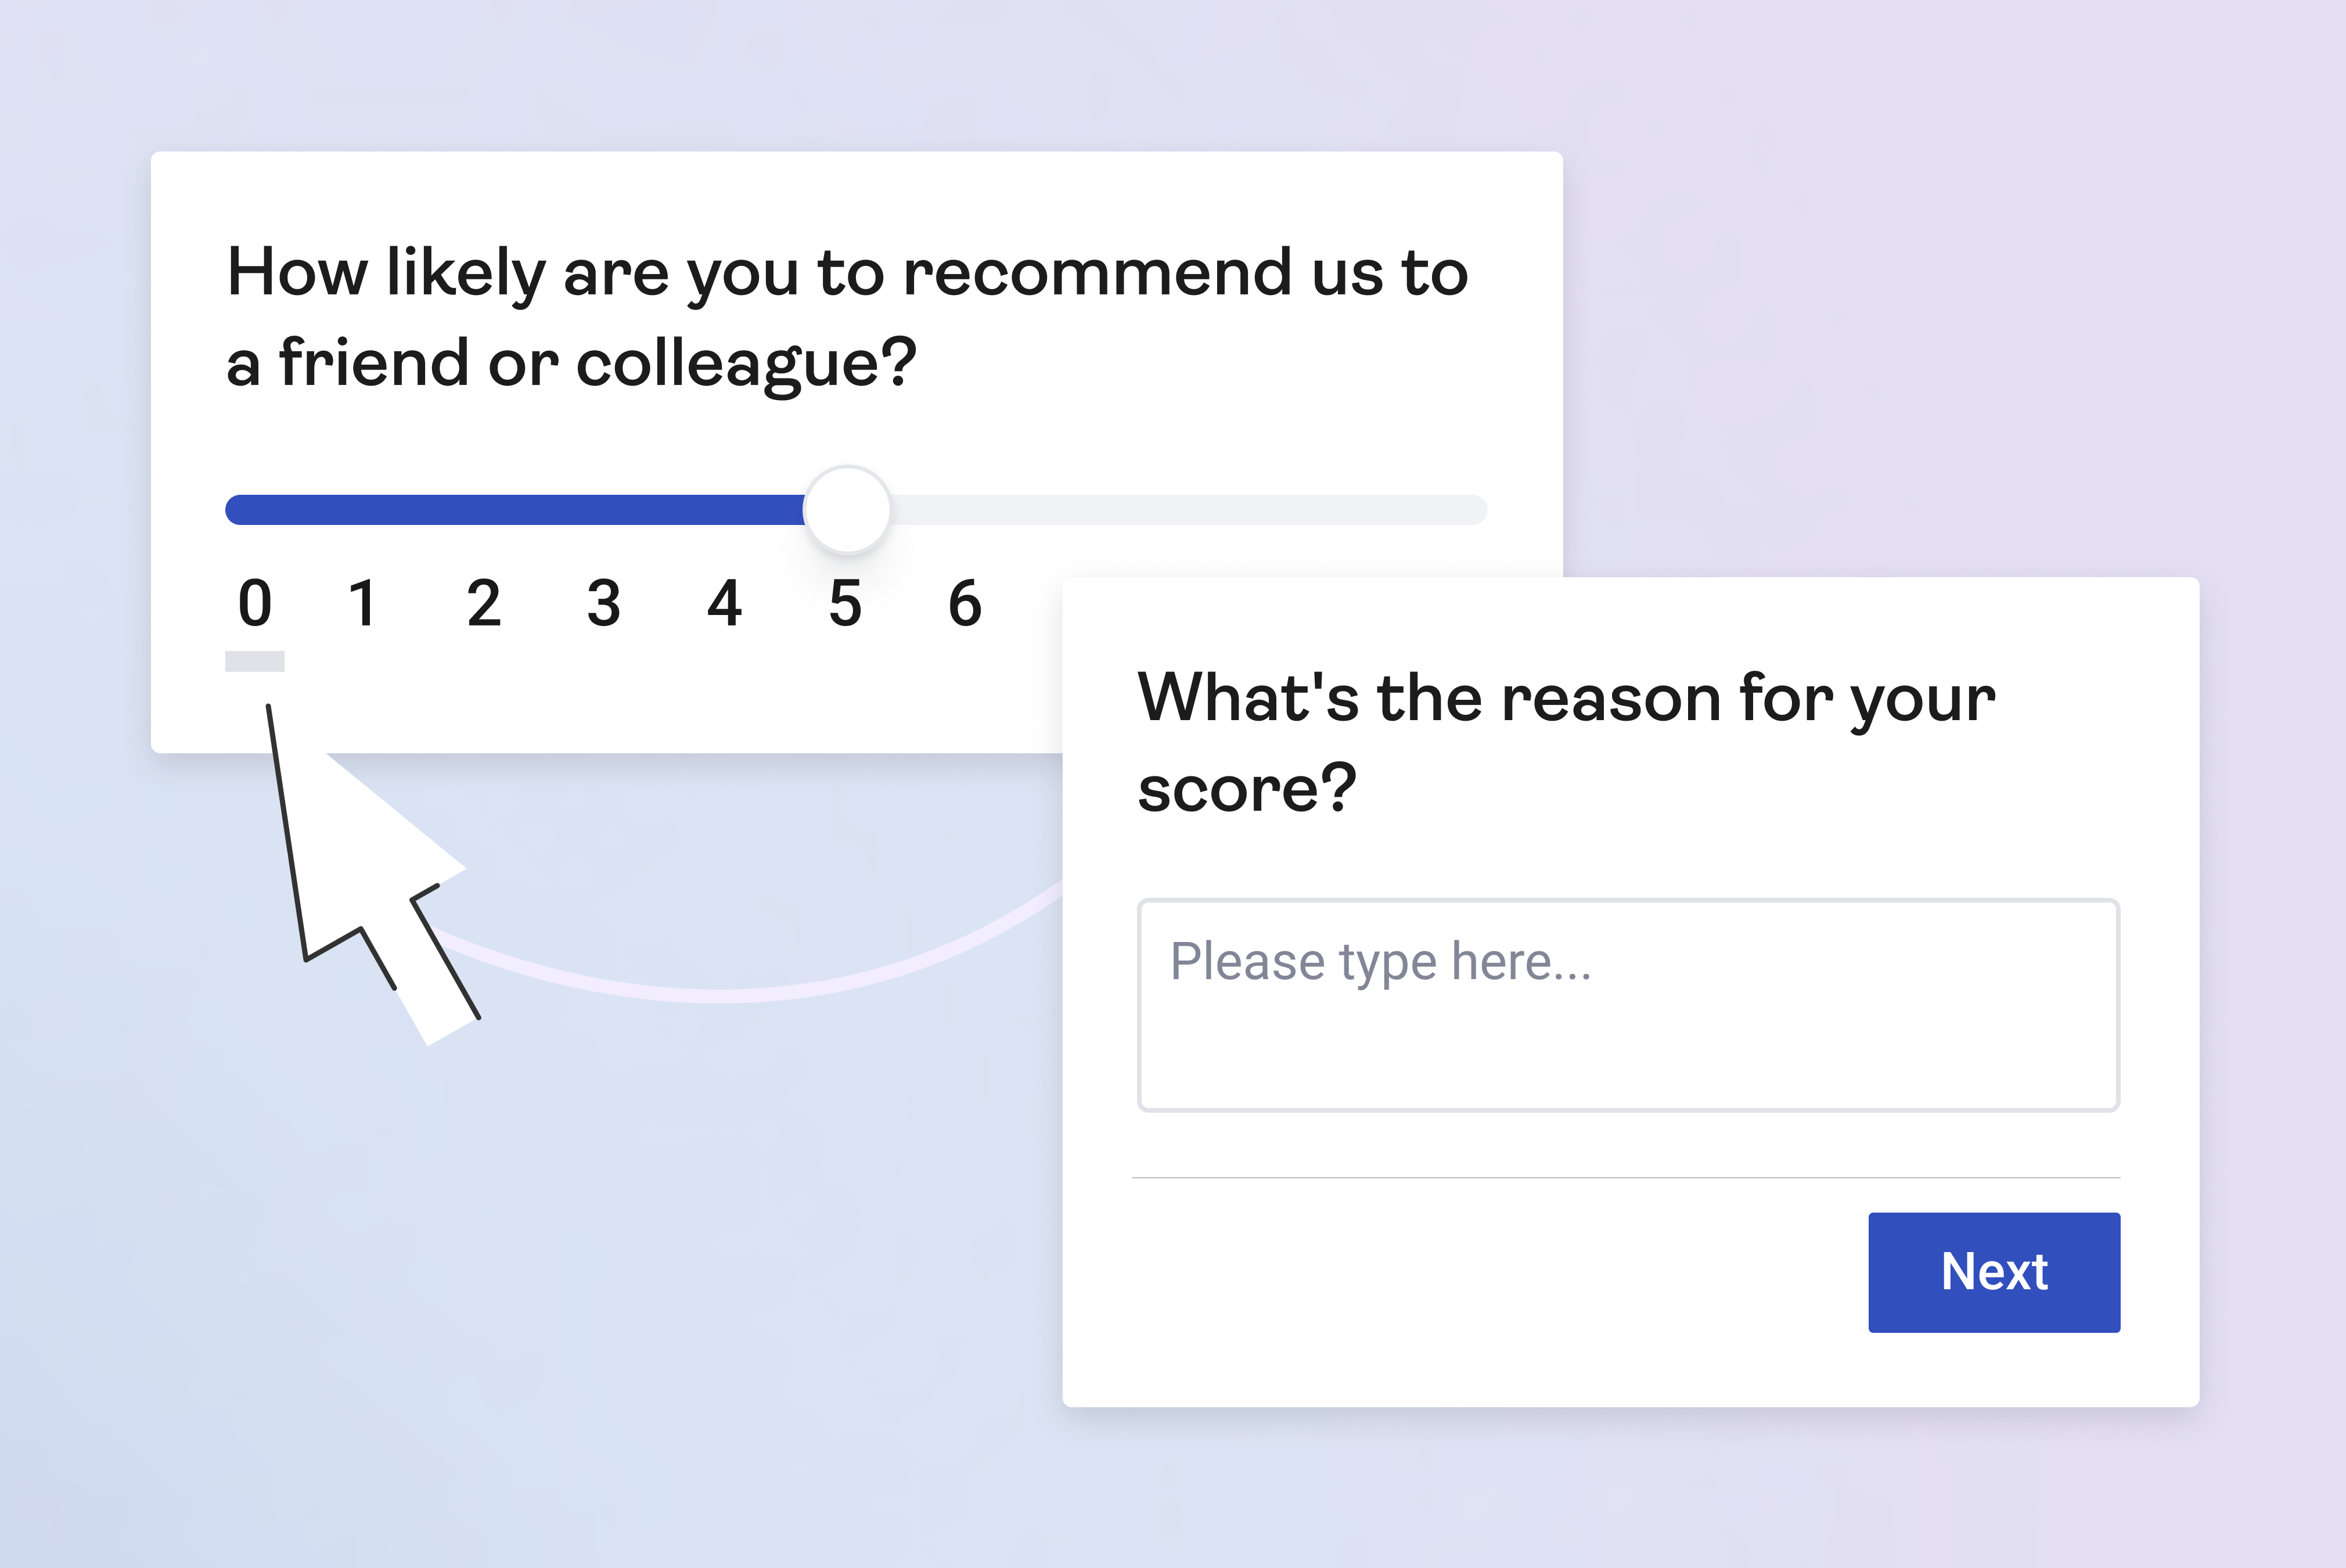 How likely are you to recommend us to
a friend or colleague?
0 1 2 3 4 5 6
What's the reason for your
score?
Please type here...
Next